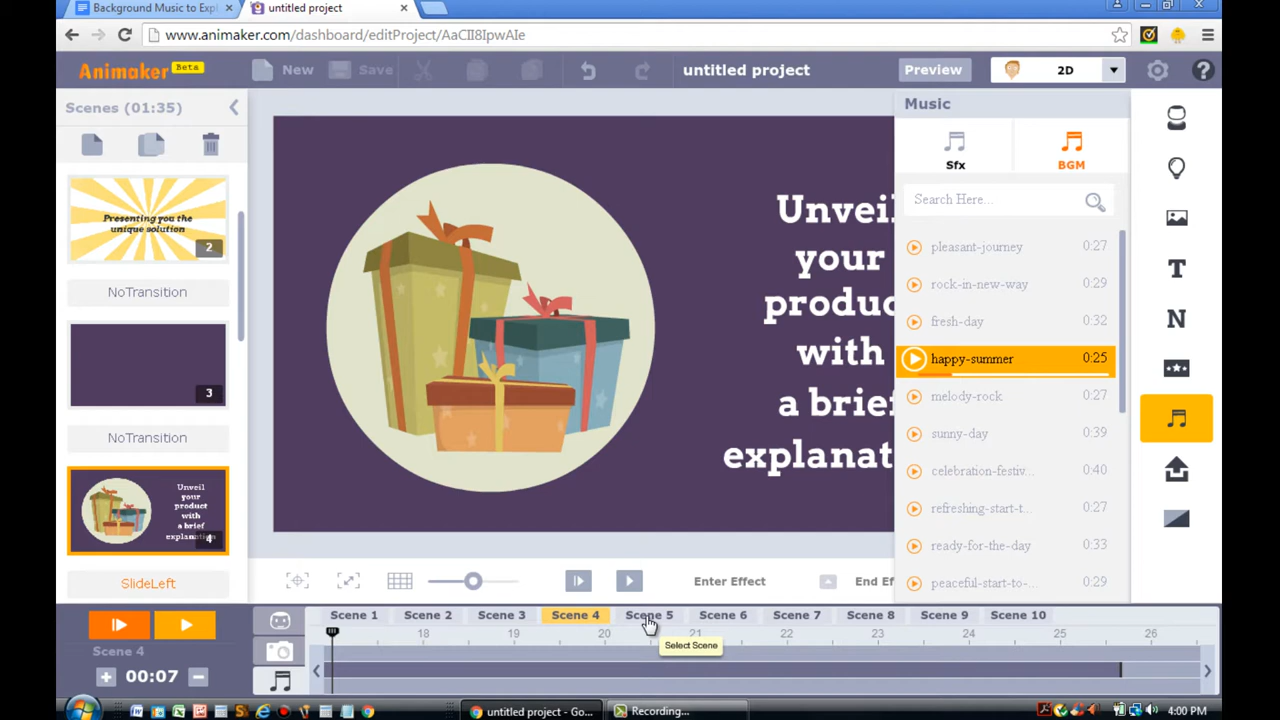 Background Music to Expl
untitled project
www.animaker.com/dashboard/editProject/AaCII8IpwAIe
Animaker Beta
New
Save
untitled project
Preview
2D
Scenes (01:35)
Presenting you the
unique solution
2
NoTransition
3
NoTransition
Unveil
your
product
with
a brief
explanation
4
SlideLeft
Unveil
your
product
with
a brief
explanat
Music
Sfx
BGM
Search Here...
pleasant-journey 0:27
rock-in-new-way 0:29
fresh-day 0:32
happy-summer 0:25
melody-rock 0:27
sunny-day 0:39
celebration-festiv... 0:40
refreshing-start-t... 0:27
ready-for-the-day 0:33
peaceful-start-to-... 0:29
T
N
Enter Effect
End Ef
Scene 1 Scene 2 Scene 3 Scene 4 Scene 5 Scene 6 Scene 7 Scene 8 Scene 9 Scene 10
18 19 20 21 22 23 24 25 26
Select Scene
Scene 4
00:07
untitled project - Go...
Recording...
4:00 PM